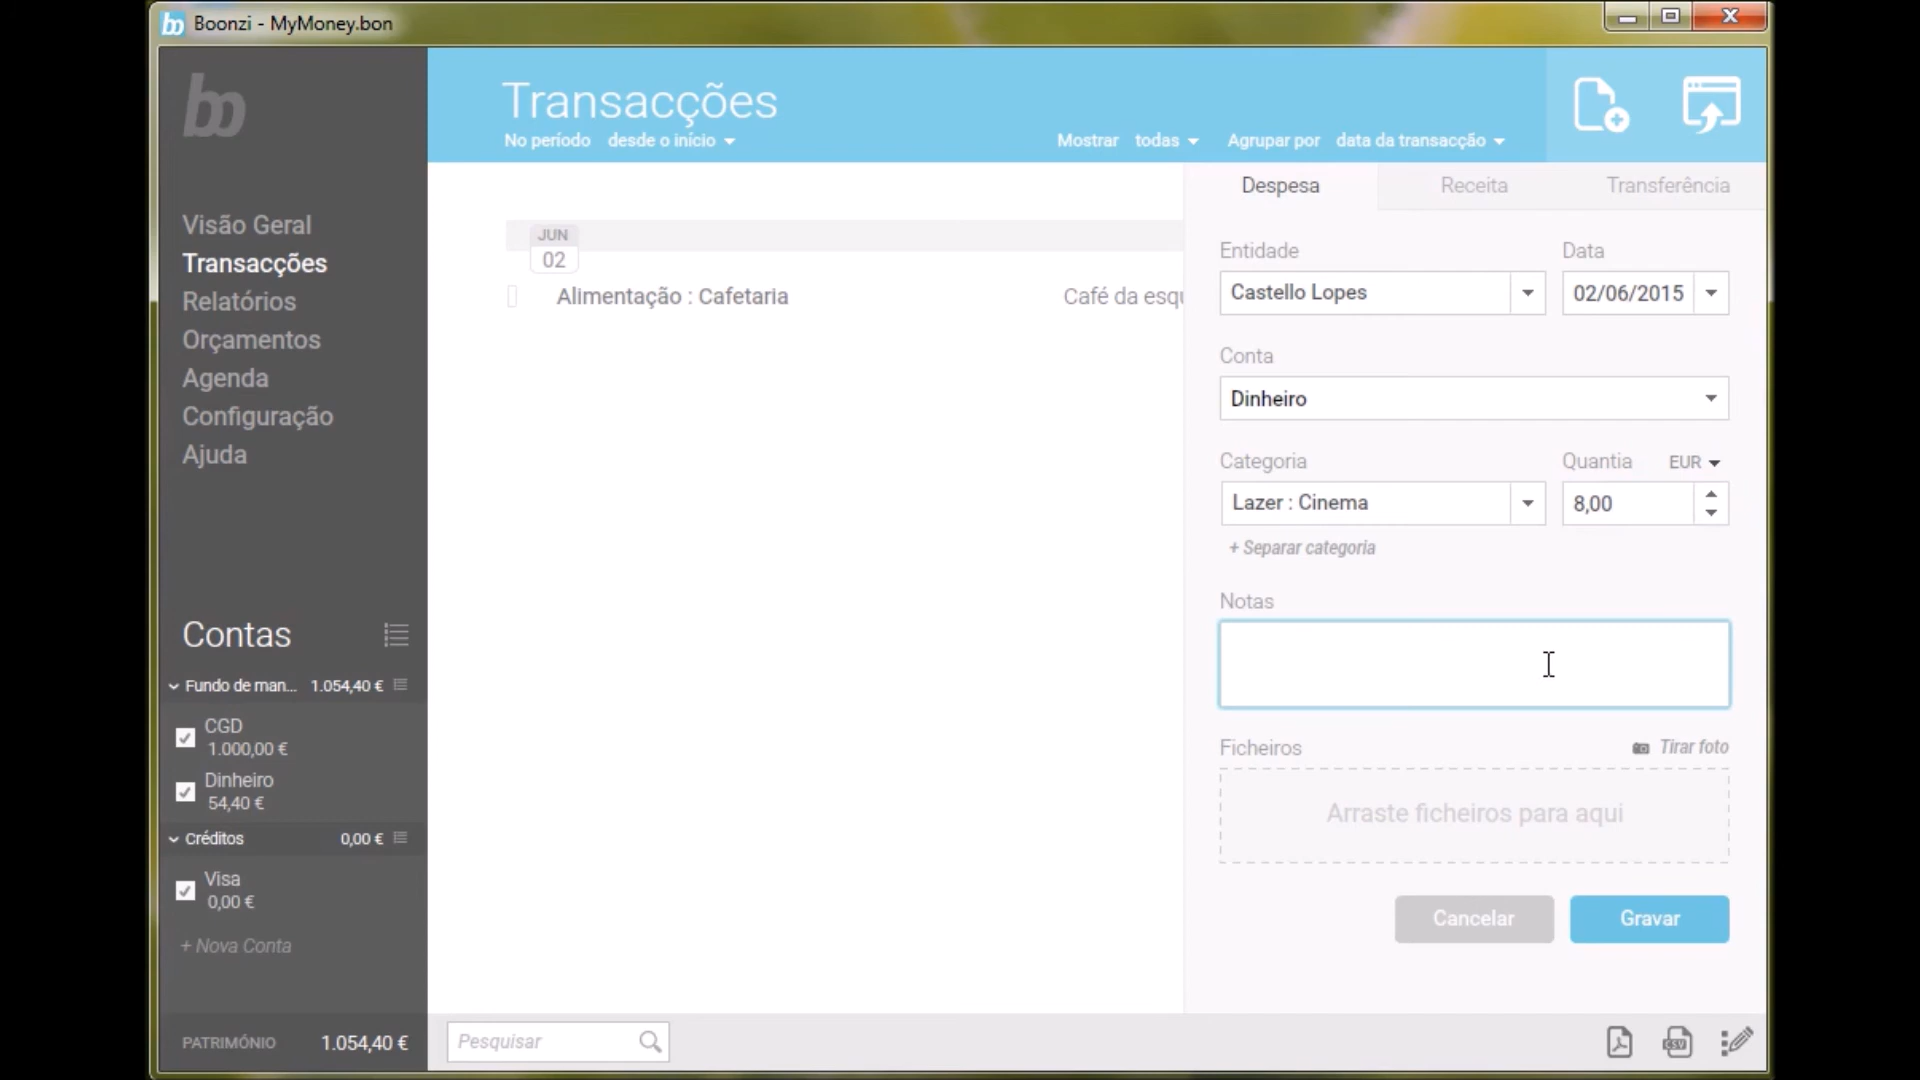 bo Boonzi - MyMoney.bon
bo
Transacções
No período desde o início
Mostrar todas
Agrupar por data da transacção
Visão Geral
Transacções
Relatórios
Orçamentos
Agenda
Configuração
Ajuda
Contas
Fundo de man... 1.054,40 €
CGD
1.000,00 €
Dinheiro
54,40 €
Créditos 0,00 €
Visa
0,00 €
+ Nova Conta
PATRIMÓNIO 1.054,40 €
JUN
02
Alimentação : Cafetaria Café da esqu
Despesa Receita Transferência
Entidade Data
Castello Lopes 02/06/2015
Conta
Dinheiro
Categoria Quantia EUR
Lazer : Cinema 8,00
+ Separar categoria
Notas
Ficheiros Tirar foto
Arraste ficheiros para aqui
Cancelar Gravar
Pesquisar
CSV